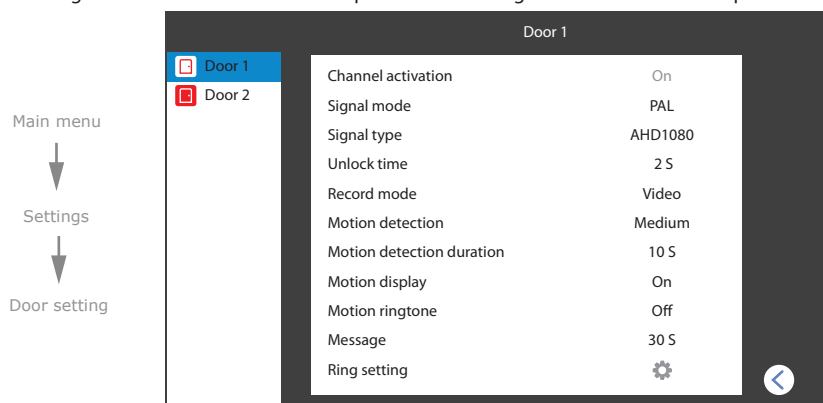 Door 1
Door 1
Door 2
Main menu
Settings
Door setting
Channel activation On
Signal mode PAL
Signal type AHD1080
Unlock time 2 S
Record mode Video
Motion detection Medium
Motion detection duration 10 S
Motion display On
Motion ringtone Off
Message 30 S
Ring setting